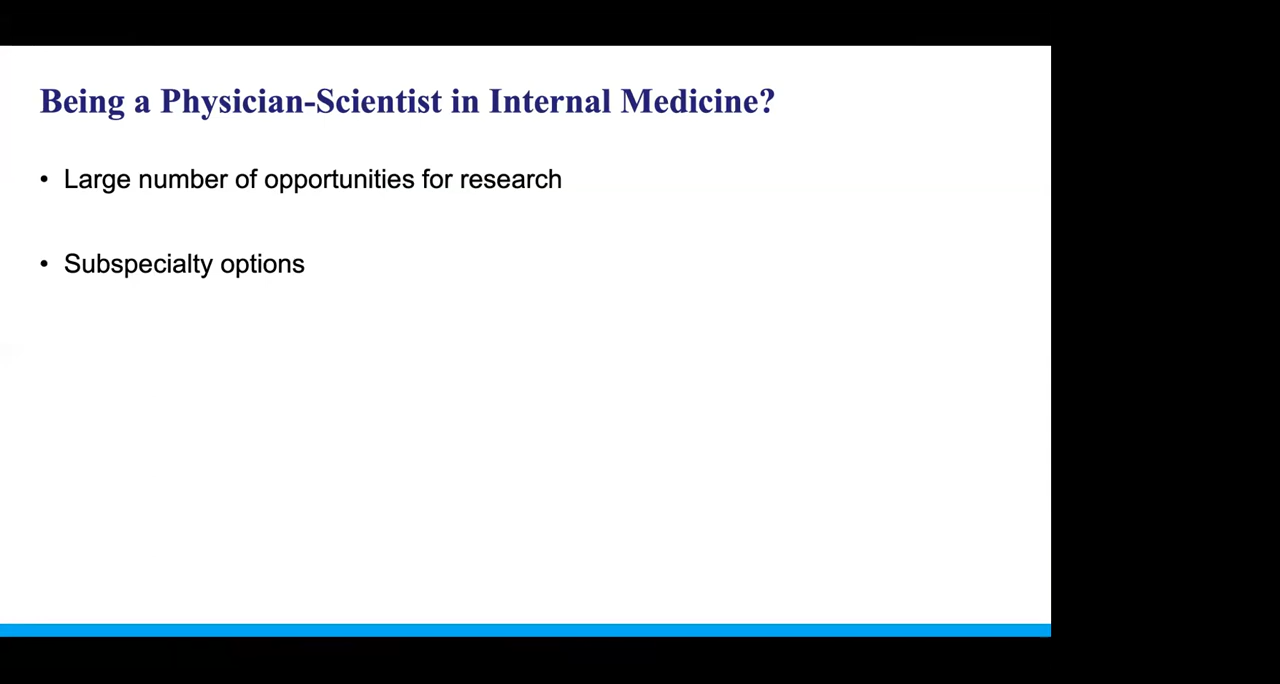 Being a Physician-Scientist in Internal Medicine?
• Large number of opportunities for research
• Subspecialty options